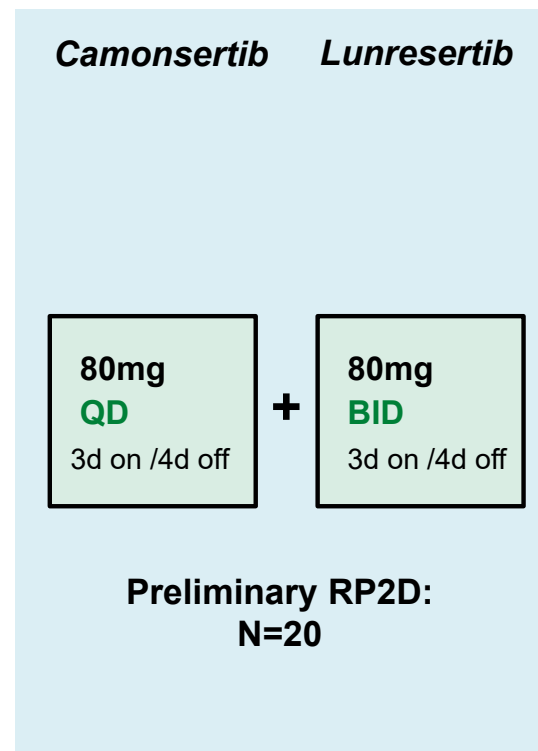 Camonsertib Lunresertib
80mg
QD
3d on /4d off
+
80mg
BID
3d on /4d off
Preliminary RP2D:
N=20